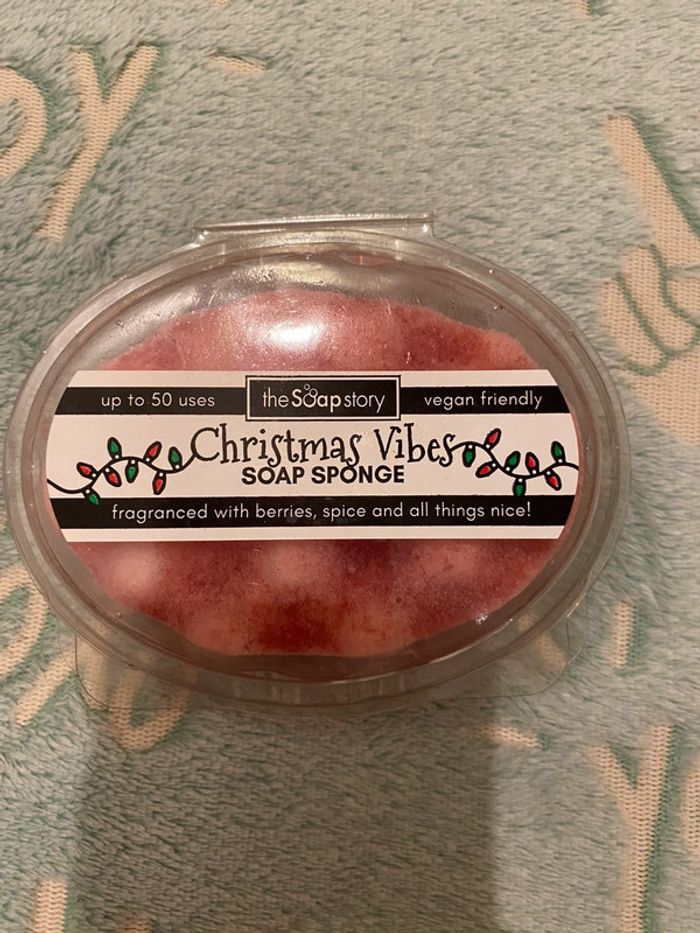 up to 50 uses
the Soap story
vegan friendly
Christmas Vibes
SOAP SPONGE
fragranced with berries, spice and all things nice!